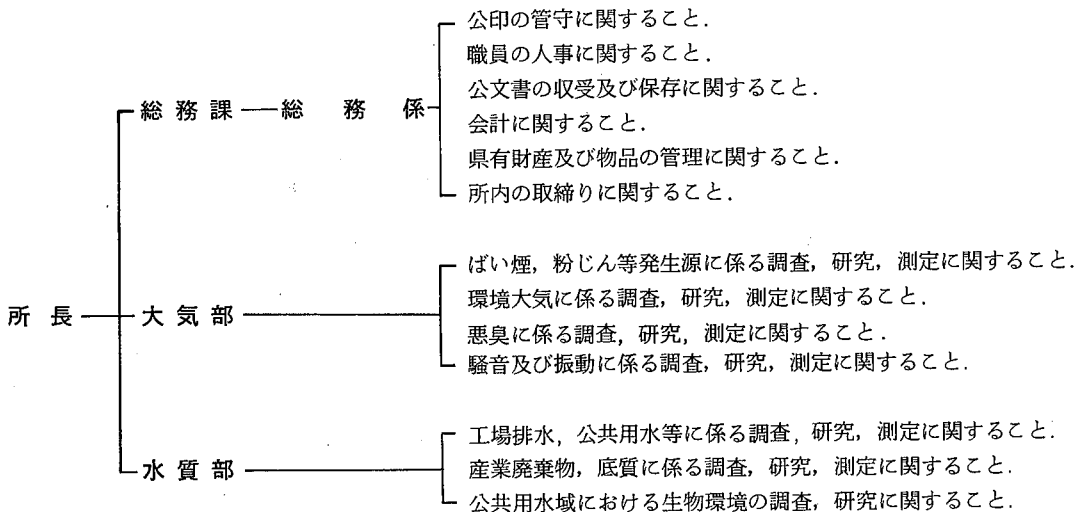 公印の管守に関すること.
職員の人事に関すること.
公文書の収受及び保存に関すること.
総務課 総務係
会計に関すること.
県有財産及び物品の管理に関すること.
所内の取締りに関すること.
ばい煙，粉じん等発生源に係る調査，研究，測定に関すること.
環境大気に係る調査，研究，測定に関すること.
所長 大気部
悪臭に係る調査，研究，測定に関すること.
騒音及び振動に係る調査，研究，測定に関すること.
工場排水，公共用水等に係る調査，研究，測定に関すること.
水質部
産業廃棄物，底質に係る調査，研究，測定に関すること.
公共用水域における生物環境の調査，研究に関すること.